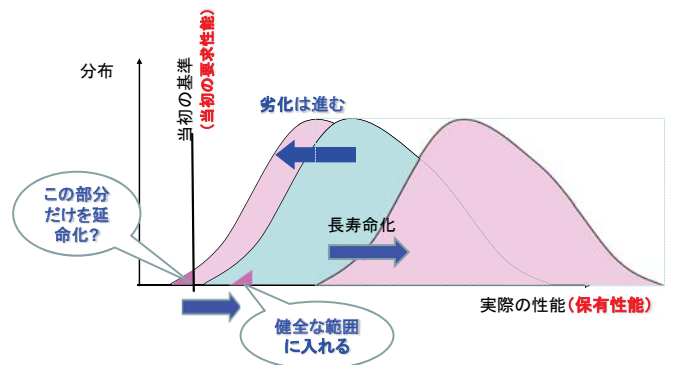 分布
当初の基準
(当初の要求性能)
劣化は進む
この部分
だけを延
命化?
長寿命化
実際の性能(保有性能)
健全な範囲
に入れる